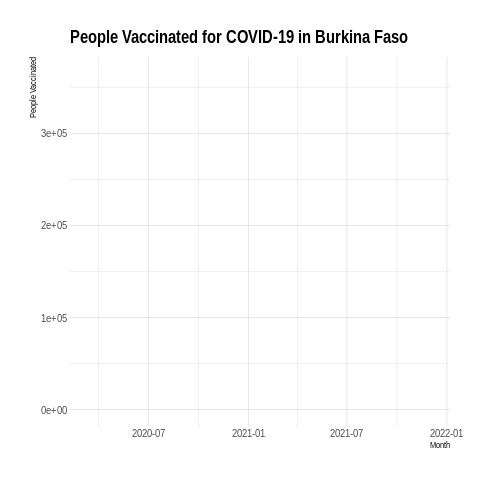 People Vaccinated for COVID-19 in Burkina Faso
People Vaccinated
3e+05
2e+05
1e+05
0e+00
2020-07 2021-01 2021-07 2022-01
Month